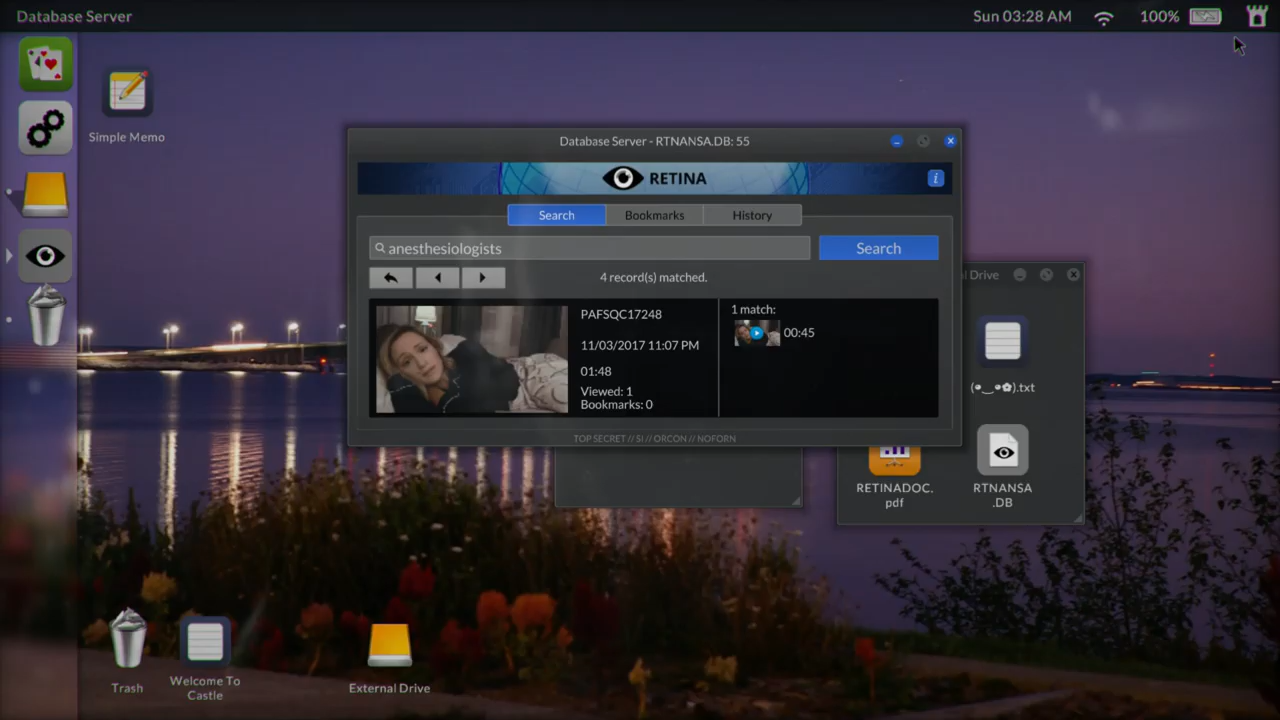 Database Server
Sun 03:28 AM
100%
Simple Memo
Database Server - RTNANSA.DB: 55
RETINA
i
Search
Bookmarks
History
anesthesiologists
Search
4 record(s) matched.
PAFSQC17248
11/03/2017 11:07 PM
01:48
Viewed: 1
Bookmarks: 0
1 match:
00:45
TOP SECRET // SI // ORCON // NOFORN
l Drive
(•‿•✿).txt
RETINADOC.
pdf
RTNANSA
.DB
Trash
Welcome To
Castle
External Drive